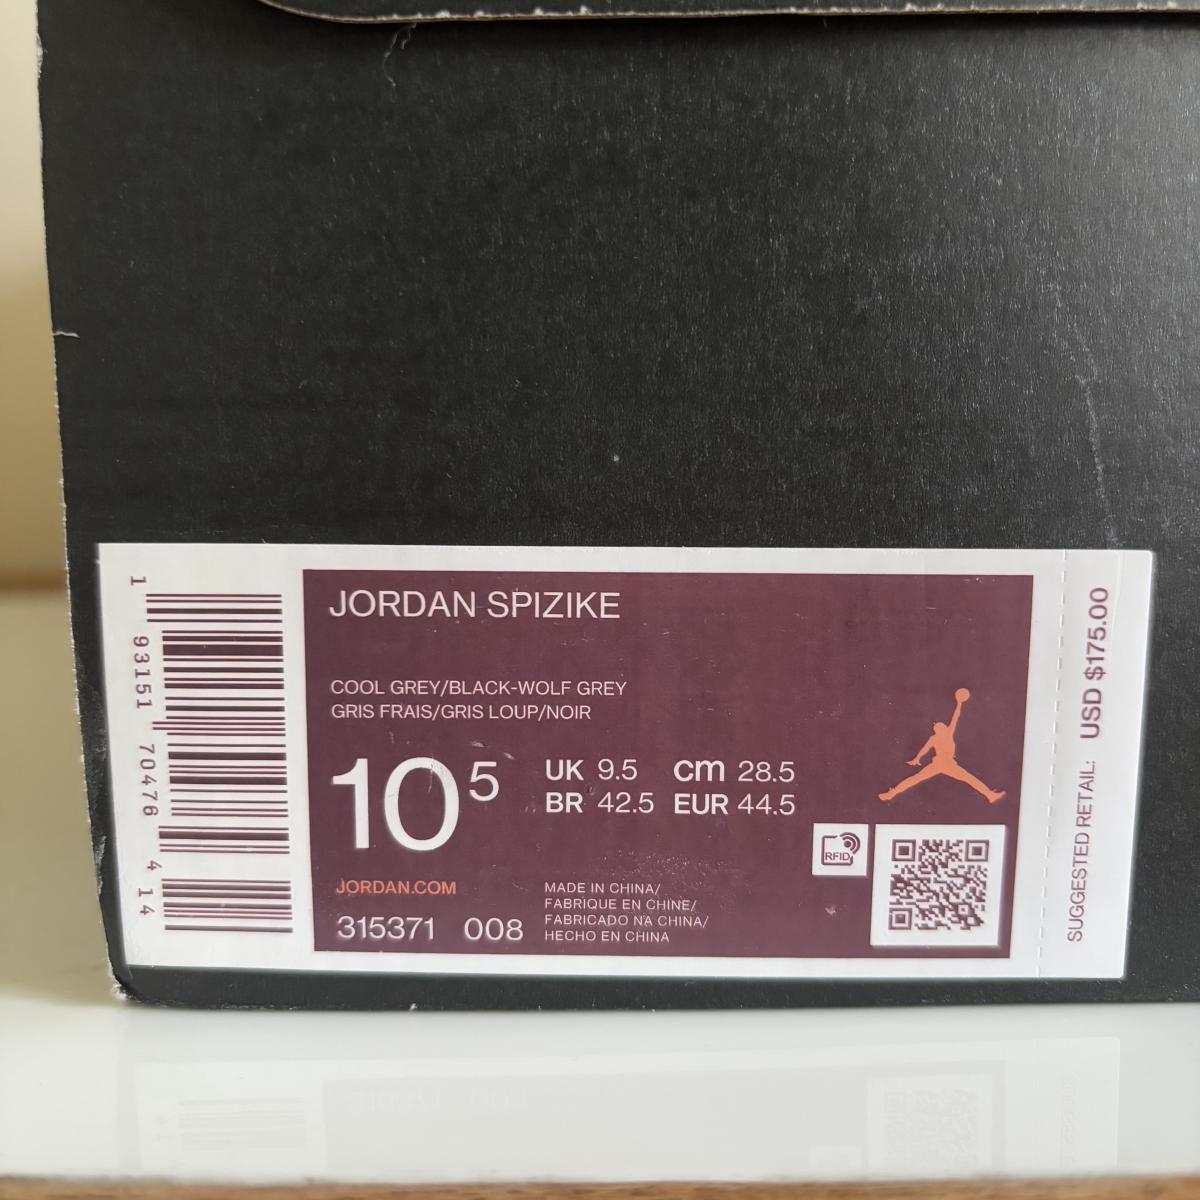 1 93151 70476 4 14
JORDAN SPIZIKE
COOL GREY/BLACK-WOLF GREY
GRIS FRAIS/GRIS LOUP/NOIR
10 5
UK 9.5 cm 28.5
BR 42.5 EUR 44.5
RFID
JORDAN.COM
315371 008
MADE IN CHINA/
FABRIQUE EN CHINE/
FABRICADO NA CHINA/
HECHO EN CHINA
SUGGESTED RETAIL: USD $175.00